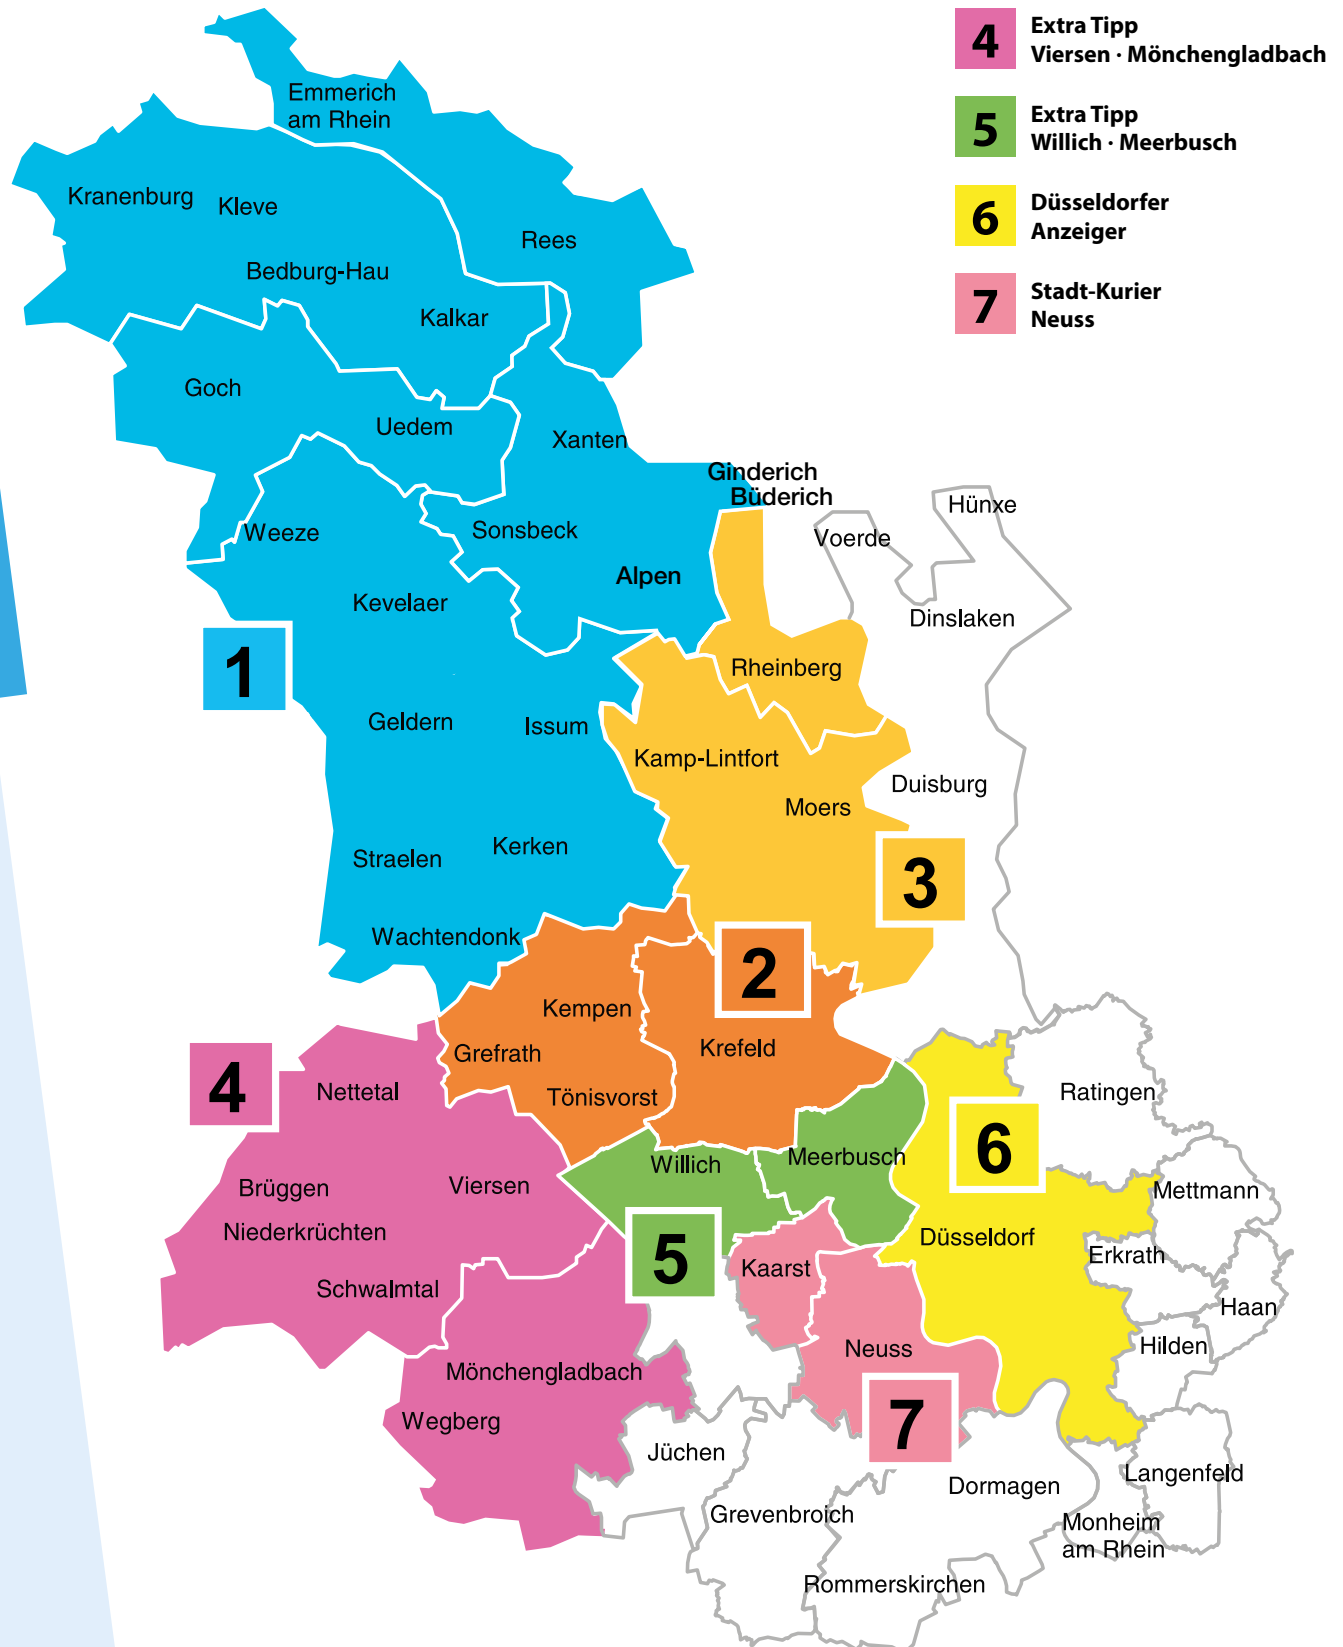 4
Extra Tipp
Viersen · Mönchengladbach
5
Extra Tipp
Willich · Meerbusch
6
Düsseldorfer
Anzeiger
7
Stadt-Kurier
Neuss
Emmerich
am Rhein
Kranenburg
Kleve
Rees
Bedburg-Hau
Kalkar
Goch
Uedem
Xanten
Ginderich
Büderich
Hünxe
Weeze
Sonsbeck
Voerde
Alpen
Kevelaer
Dinslaken
1
Rheinberg
Geldern
Issum
Kamp-Lintfort
Duisburg
Moers
Straelen
Kerken
3
Wachtendonk
2
Kempen
Grefrath
Krefeld
4
Nettetal
Tönisvorst
Ratingen
6
Willich
Meerbusch
Brüggen
Viersen
Mettmann
Niederkrüchten
Düsseldorf
5
Kaarst
Erkrath
Schwalmtal
Haan
Neuss
Hilden
Mönchengladbach
Wegberg
7
Jüchen
Langenfeld
Dormagen
Grevenbroich
Monheim
am Rhein
Rommerskirchen